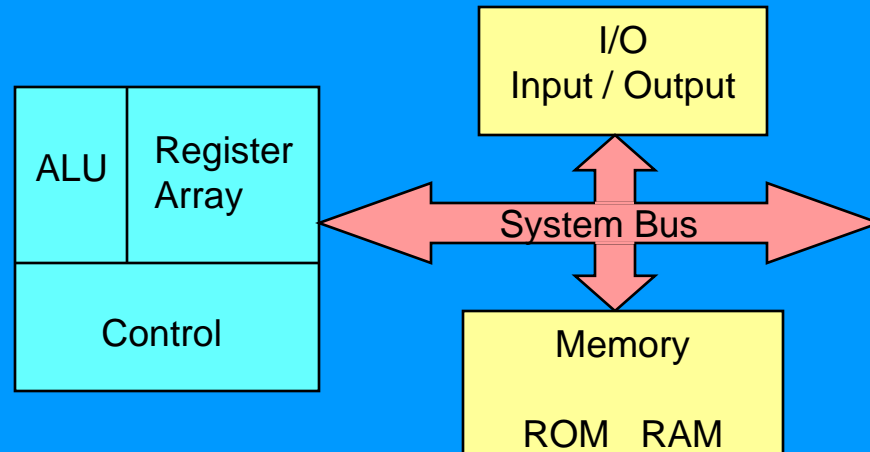 I/O
Input / Output
ALU
Register
Array
System Bus
Control
Memory
ROM RAM